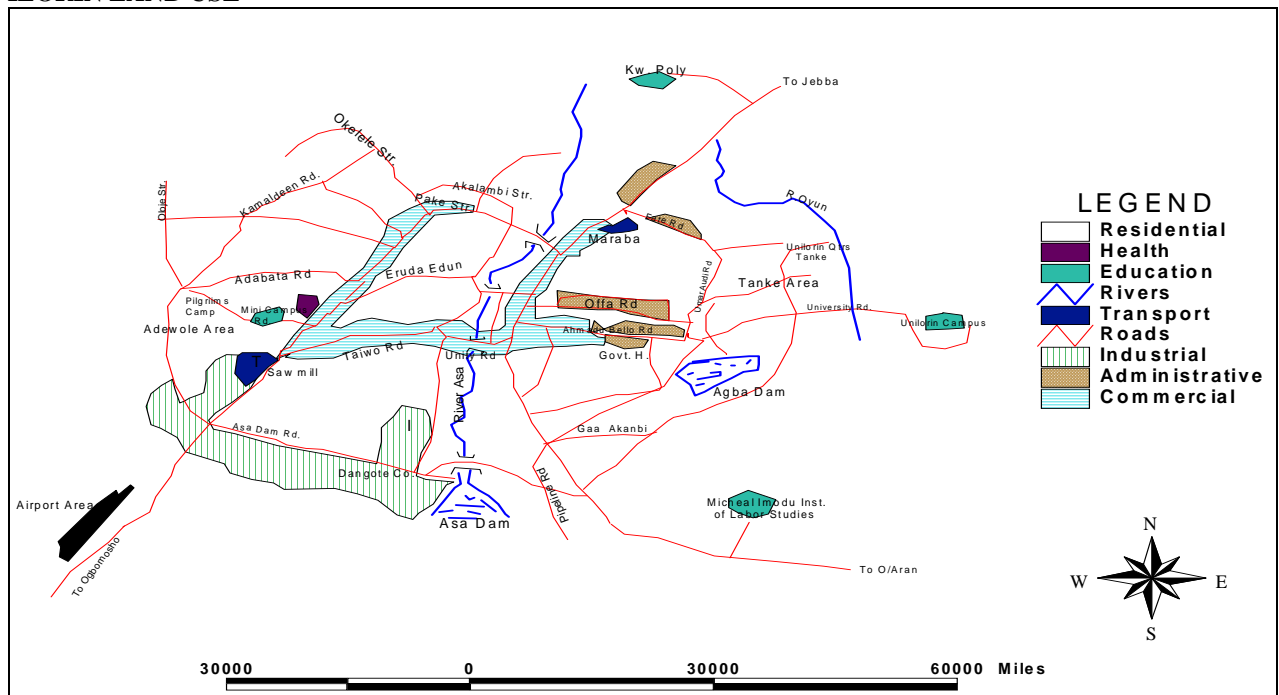 Kw. Poly
To Jebba
Okelele Str.
Kamaldeen Rd.
Akalambi Str.
Pake Str.
Obje Str.
R.Oyun
Fate Rd
Maraba
Unilorin Qtrs
Tanke
Umar Audi Rd
Tanke Area
Adabata Rd
Eruda Edun
Pilgrims
Camp
Mini Campus
Rd
Offa Rd
University Rd.
Unilorin Campus
Adewole Area
Ahmadu Bello Rd
Taiwo Rd
Unity Rd
Govt. H.
T
Saw mill
River Asa
Agba Dam
I
Asa Dam Rd.
Gaa Akanbi
Dangote Co.
Pipeline Rd
Airport Area
Asa Dam
Micheal Imodu Inst.
of Labor Studies
To Ogbomosho
To O/Aran
LEGEND
Residential
Health
Education
Rivers
Transport
Roads
Industrial
Administrative
Commercial
N
W
E
S
30000
0
30000
60000 Miles